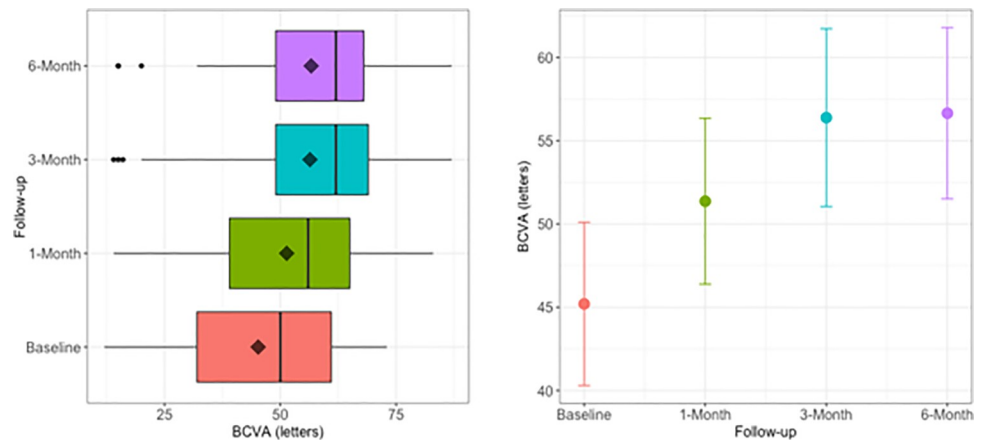 6-Month
3-Month
1-Month
Baseline
Follow-up
25 50 75
BCVA (letters)
60
55
50
45
40
BCVA (letters)
Baseline 1-Month 3-Month 6-Month
Follow-up